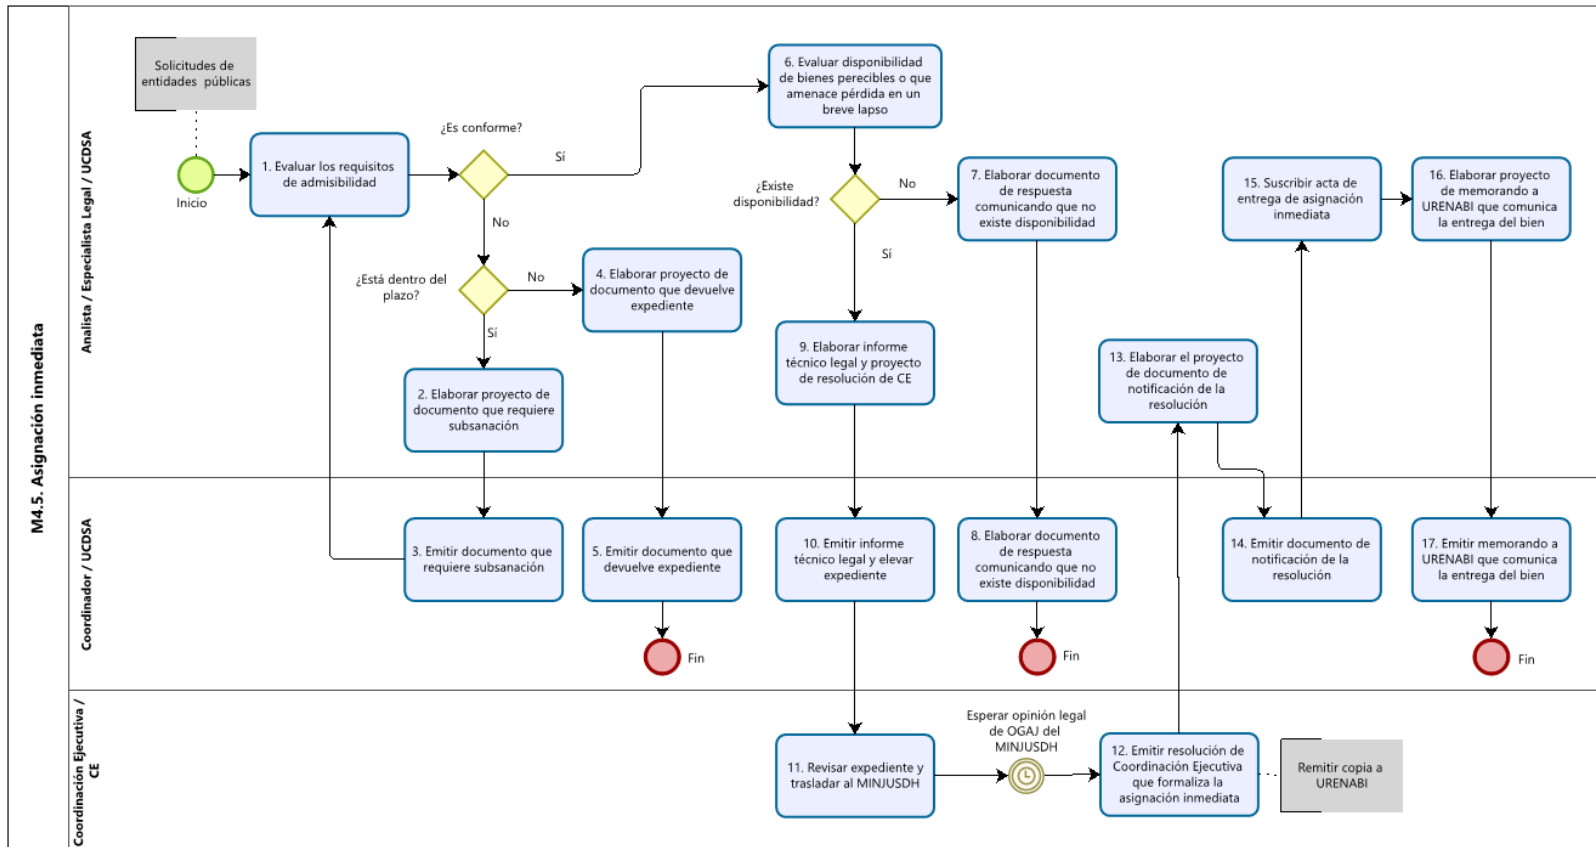 M4.5. Asignación inmediata
Analista / Especialista Legal / UCDSA
Solicitudes de
entidades públicas
Inicio
1. Evaluar los requisitos
de admisibilidad
¿Es conforme?
Sí
No
¿Está dentro del
plazo?
No
Sí
2. Elaborar proyecto de
documento que requiere
subsanación
4. Elaborar proyecto de
documento que devuelve
expediente
6. Evaluar disponibilidad
de bienes perecibles o que
amenace pérdida en un
breve lapso
¿Existe
disponibilidad?
No
Sí
7. Elaborar documento
de respuesta
comunicando que no
existe disponibilidad
9. Elaborar informe
técnico legal y proyecto
de resolución de CE
13. Elaborar el proyecto
de documento de
notificación de la
resolución
15. Suscribir acta de
entrega de asignación
inmediata
16. Elaborar proyecto
de memorando a
URENABI que comunica
la entrega del bien
Coordinador / UCDSA
3. Emitir documento que
requiere subsanación
5. Emitir documento que
devuelve expediente
Fin
10. Emitir informe
técnico legal y elevar
expediente
8. Elaborar documento
de respuesta
comunicando que no
existe disponibilidad
Fin
14. Emitir documento de
notificación de la
resolución
17. Emitir memorando a
URENABI que comunica
la entrega del bien
Fin
Coordinación Ejecutiva /
CE
11. Revisar expediente y
trasladar al MINJUSDH
Esperar opinión legal
de OGAJ del
MINJUSDH
12. Emitir resolución de
Coordinación Ejecutiva
que formaliza la
asignación inmediata
Remitir copia a
URENABI